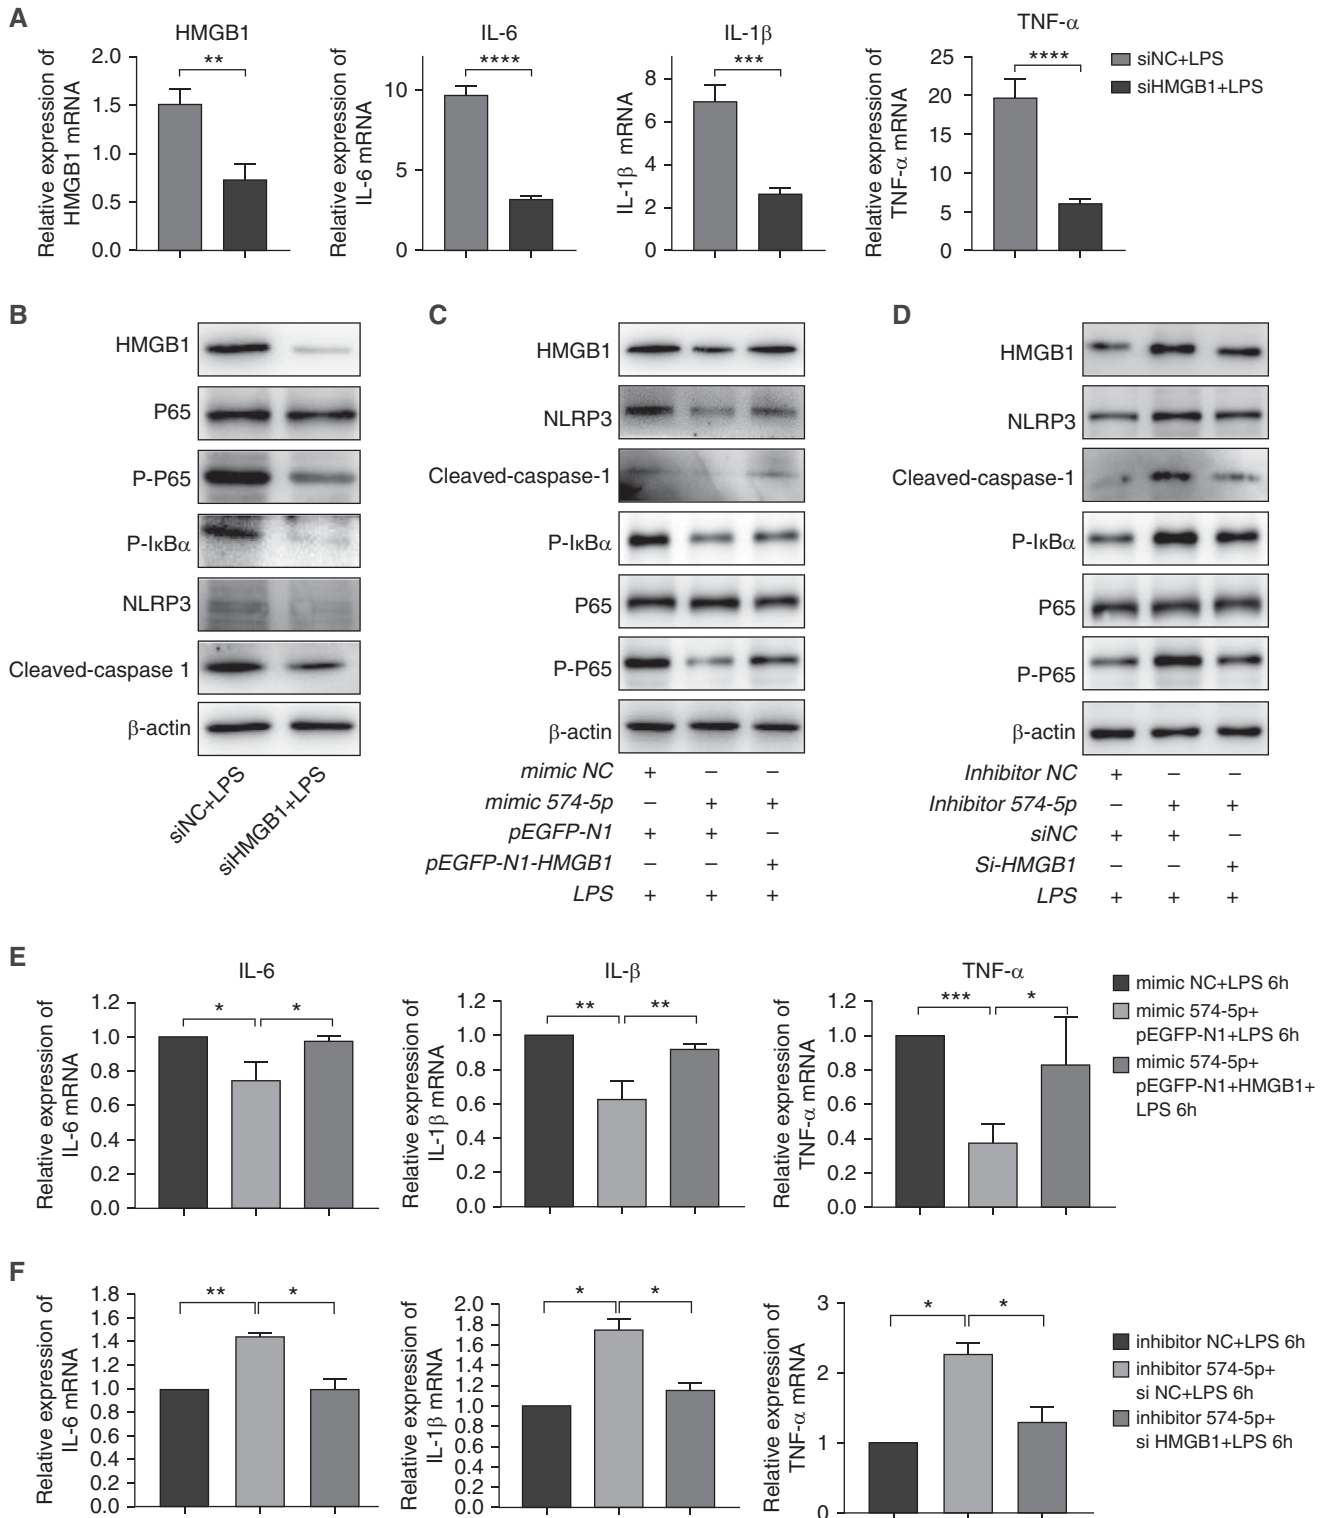 A
HMGB1
Relative expression of
HMGB1 mRNA
2.0
1.5
1.0
0.5
0.0
**
IL-6
Relative expression of
IL-6 mRNA
10
5
0
****
IL-1β
IL-1β mRNA
8
6
4
2
0
***
TNF-α
Relative expression of
TNF-α mRNA
25
20
15
10
5
0
****
siNC+LPS
siHMGB1+LPS
B
HMGB1
P65
P-P65
P-IκBα
NLRP3
Cleaved-caspase 1
β-actin
siNC+LPS
siHMGB1+LPS
C
HMGB1
NLRP3
Cleaved-caspase-1
P-IκBα
P65
P-P65
β-actin
mimic NC + – –
mimic 574-5p – + +
pEGFP-N1 + + –
pEGFP-N1-HMGB1 – – +
LPS + + +
D
HMGB1
NLRP3
Cleaved-caspase-1
P-IκBα
P65
P-P65
β-actin
Inhibitor NC + – –
Inhibitor 574-5p – + +
siNC + + –
Si-HMGB1 – – +
LPS + + +
E
IL-6
Relative expression of
IL-6 mRNA
1.2
1.0
0.8
0.6
0.4
0.2
0.0
* *
IL-β
Relative expression of
IL-1β mRNA
1.2
1.0
0.8
0.6
0.4
0.2
0.0
** **
TNF-α
Relative expression of
TNF-α mRNA
1.2
1.0
0.8
0.6
0.4
0.2
0.0
*** *
mimic NC+LPS 6h
mimic 574-5p+
pEGFP-N1+LPS 6h
mimic 574-5p+
pEGFP-N1+HMGB1+
LPS 6h
F
Relative expression of
IL-6 mRNA
1.8
1.6
1.4
1.2
1.0
0.8
0.6
0.4
0.2
0.0
** *
Relative expression of
IL-1β mRNA
2.0
1.8
1.6
1.4
1.2
1.0
0.8
0.6
0.4
0.2
0.0
* *
Relative expression of
TNF-α mRNA
3
2
1
0
* *
inhibitor NC+LPS 6h
inhibitor 574-5p+
si NC+LPS 6h
inhibitor 574-5p+
si HMGB1+LPS 6h